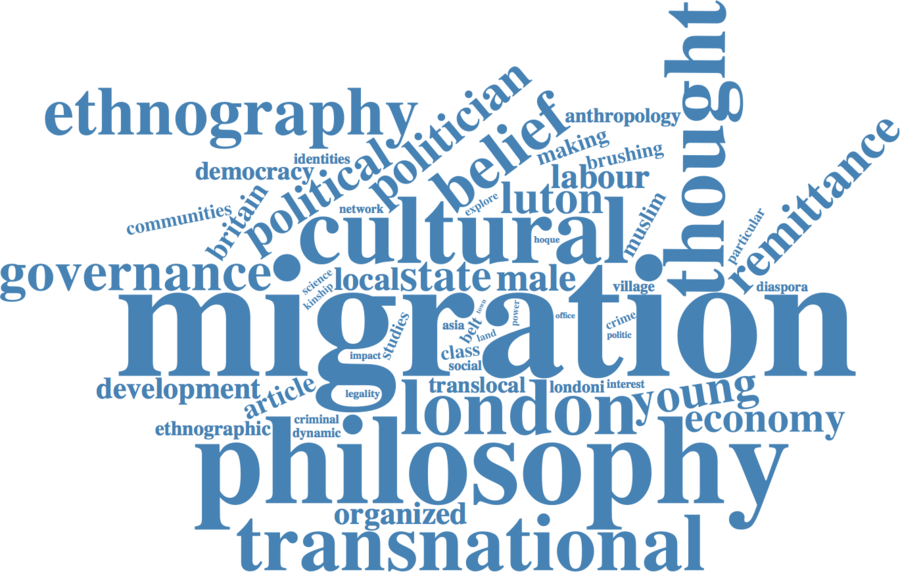 thought
ethnography
politician
belief
anthropology
making
brushing
identities
democracy
political
labour
remittance
britain
communities
network
explore
luton
muslim
particular
cultural
hoque
governance
science
kinship
local
state
male
village
diaspora
migration
town
power
office
asia
belt
land
crime
politic
studies
impact
class
social
legality
development
article
translocal
londoni
interest
young
london
economy
ethnographic
criminal
dynamic
philosophy
organized
transnational